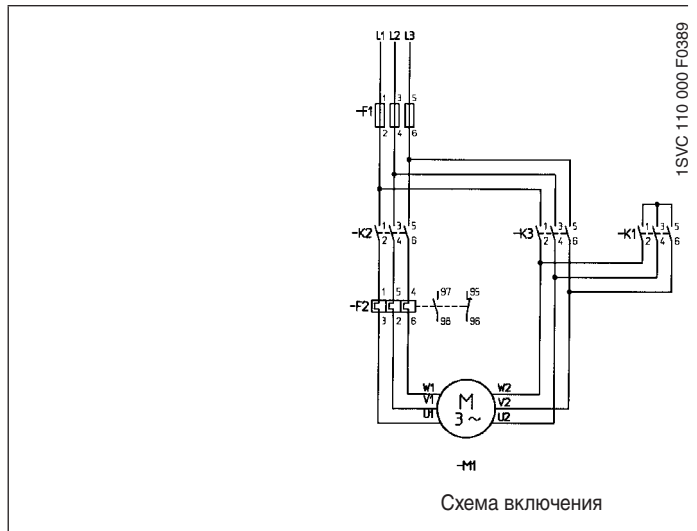 L1 L2 L3
1SVC 110 000 F0389
-F1 1 3 5
2 4 6
-K2 1 3 5
2 4 6
-K3 1 3 5
2 4 6
-K1 1 3 5
2 4 6
-F2 1 5 4
3 2 6
97 95
98 96
W1 W2
V1 M V2
U1 3 ~ U2
-M1
Схема включения